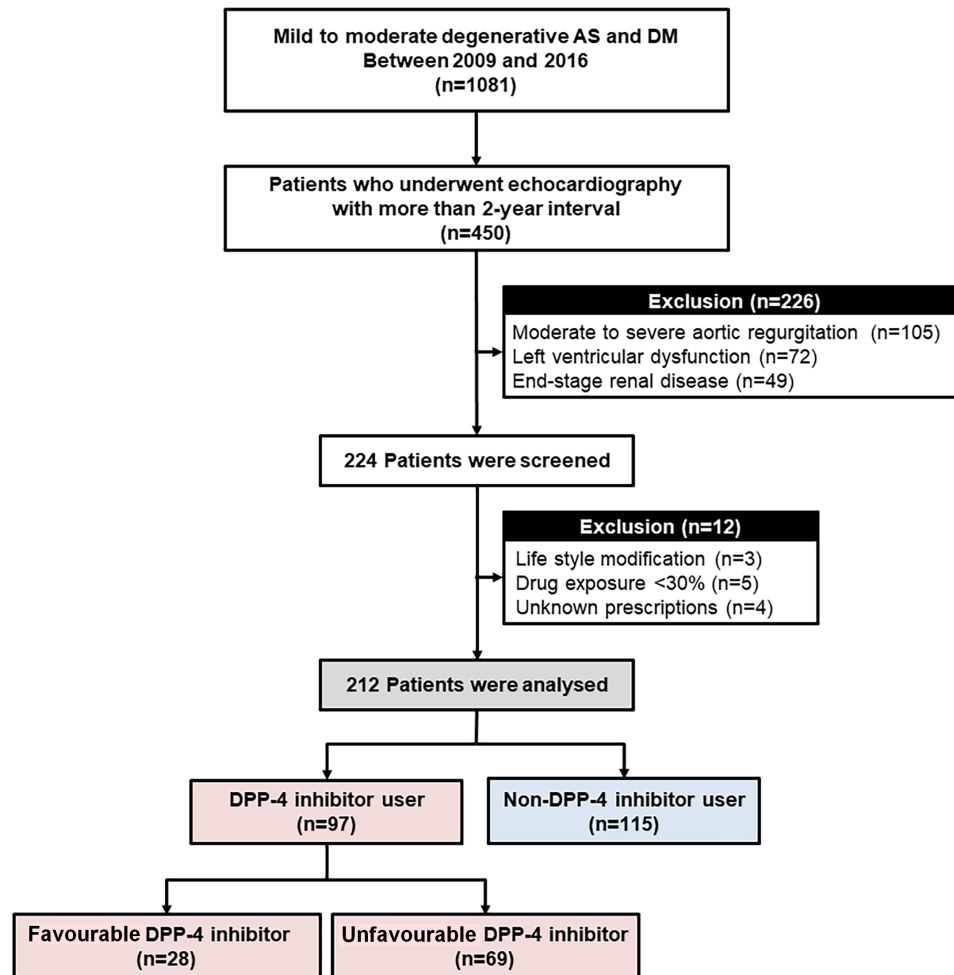 Mild to moderate degenerative AS and DM
Between 2009 and 2016
(n=1081)
Patients who underwent echocardiography
with more than 2-year interval
(n=450)
Exclusion (n=226)
Moderate to severe aortic regurgitation (n=105)
Left ventricular dysfunction (n=72)
End-stage renal disease (n=49)
224 Patients were screened
Exclusion (n=12)
Life style modification (n=3)
Drug exposure <30% (n=5)
Unknown prescriptions (n=4)
212 Patients were analysed
DPP-4 inhibitor user
(n=97)
Non-DPP-4 inhibitor user
(n=115)
Favourable DPP-4 inhibitor
(n=28)
Unfavourable DPP-4 inhibitor
(n=69)